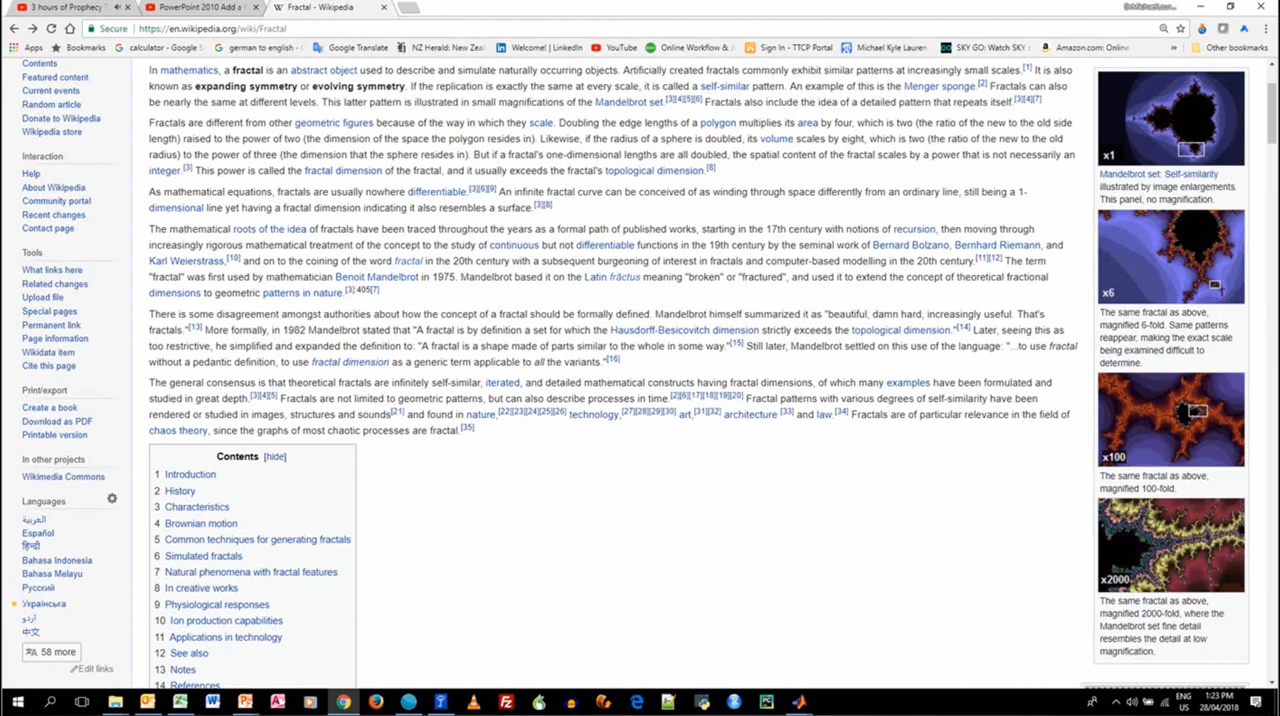 3 hours of Prophecy
PowerPoint 2010 Add a
Fractal - Wikipedia
Secure
https://en.wikipedia.org/wiki/Fractal
Apps
Bookmarks
calculator - Google S
german to english -
Google Translate
NZ Herald: New Zea
Welcome! | LinkedIn
YouTube
Online Workflow &
Sign In - TTCP Portal
Michael Kyle Lauren
SKY GO: Watch SKY
Amazon.com: Onlin
»
Other bookmarks
Contents
Featured content
Current events
Random article
Donate to Wikipedia
Wikipedia store
Interaction
Help
About Wikipedia
Community portal
Recent changes
Contact page
Tools
What links here
Related changes
Upload file
Special pages
Permanent link
Page information
Wikidata item
Cite this page
Print/export
Create a book
Download as PDF
Printable version
In other projects
Wikimedia Commons
Languages
العربية
Español
हिन्दी
Bahasa Indonesia
Bahasa Melayu
Русский
Українська
اردو
中文
58 more
Edit links
In mathematics, a fractal is an abstract object used to describe and simulate naturally occurring objects. Artificially created fractals commonly exhibit similar patterns at increasingly small scales.[1] It is also
known as expanding symmetry or evolving symmetry. If the replication is exactly the same at every scale, it is called a self-similar pattern. An example of this is the Menger sponge.[2] Fractals can also
be nearly the same at different levels. This latter pattern is illustrated in small magnifications of the Mandelbrot set.[3][4][5][6] Fractals also include the idea of a detailed pattern that repeats itself.[3][4][7]
Fractals are different from other geometric figures because of the way in which they scale. Doubling the edge lengths of a polygon multiplies its area by four, which is two (the ratio of the new to the old side
length) raised to the power of two (the dimension of the space the polygon resides in). Likewise, if the radius of a sphere is doubled, its volume scales by eight, which is two (the ratio of the new to the old
radius) to the power of three (the dimension that the sphere resides in). But if a fractal's one-dimensional lengths are all doubled, the spatial content of the fractal scales by a power that is not necessarily an
integer.[3] This power is called the fractal dimension of the fractal, and it usually exceeds the fractal's topological dimension.[8]
As mathematical equations, fractals are usually nowhere differentiable.[3][6][9] An infinite fractal curve can be conceived of as winding through space differently from an ordinary line, still being a 1-
dimensional line yet having a fractal dimension indicating it also resembles a surface.[3][8]
The mathematical roots of the idea of fractals have been traced throughout the years as a formal path of published works, starting in the 17th century with notions of recursion, then moving through
increasingly rigorous mathematical treatment of the concept to the study of continuous but not differentiable functions in the 19th century by the seminal work of Bernard Bolzano, Bernhard Riemann, and
Karl Weierstrass,[10] and on to the coining of the word fractal in the 20th century with a subsequent burgeoning of interest in fractals and computer-based modelling in the 20th century.[11][12] The term
"fractal" was first used by mathematician Benoit Mandelbrot in 1975. Mandelbrot based it on the Latin frāctus meaning "broken" or "fractured", and used it to extend the concept of theoretical fractional
dimensions to geometric patterns in nature.[3]:405[7]
There is some disagreement amongst authorities about how the concept of a fractal should be formally defined. Mandelbrot himself summarized it as "beautiful, damn hard, increasingly useful. That's
fractals."[13] More formally, in 1982 Mandelbrot stated that "A fractal is by definition a set for which the Hausdorff-Besicovitch dimension strictly exceeds the topological dimension."[14] Later, seeing this as
too restrictive, he simplified and expanded the definition to: "A fractal is a shape made of parts similar to the whole in some way."[15] Still later, Mandelbrot settled on this use of the language: "...to use fractal
without a pedantic definition, to use fractal dimension as a generic term applicable to all the variants."[16]
The general consensus is that theoretical fractals are infinitely self-similar, iterated, and detailed mathematical constructs having fractal dimensions, of which many examples have been formulated and
studied in great depth.[3][4][5] Fractals are not limited to geometric patterns, but can also describe processes in time.[2][6][17][18][19][20] Fractal patterns with various degrees of self-similarity have been
rendered or studied in images, structures and sounds[21] and found in nature,[22][23][24][25][26] technology,[27][28][29][30] art,[31][32] architecture [33] and law.[34] Fractals are of particular relevance in the field of
chaos theory, since the graphs of most chaotic processes are fractal.[35]
Contents [hide]
1 Introduction
2 History
3 Characteristics
4 Brownian motion
5 Common techniques for generating fractals
6 Simulated fractals
7 Natural phenomena with fractal features
8 In creative works
9 Physiological responses
10 Ion production capabilities
11 Applications in technology
12 See also
13 Notes
14 References
x1
Mandelbrot set: Self-similarity
illustrated by image enlargements.
This panel, no magnification.
x6
The same fractal as above,
magnified 6-fold. Same patterns
reappear, making the exact scale
being examined difficult to
determine.
x100
The same fractal as above,
magnified 100-fold.
x2000
The same fractal as above,
magnified 2000-fold, where the
Mandelbrot set fine detail
resembles the detail at low
magnification.
ENG
US
1:23 PM
28/04/2018